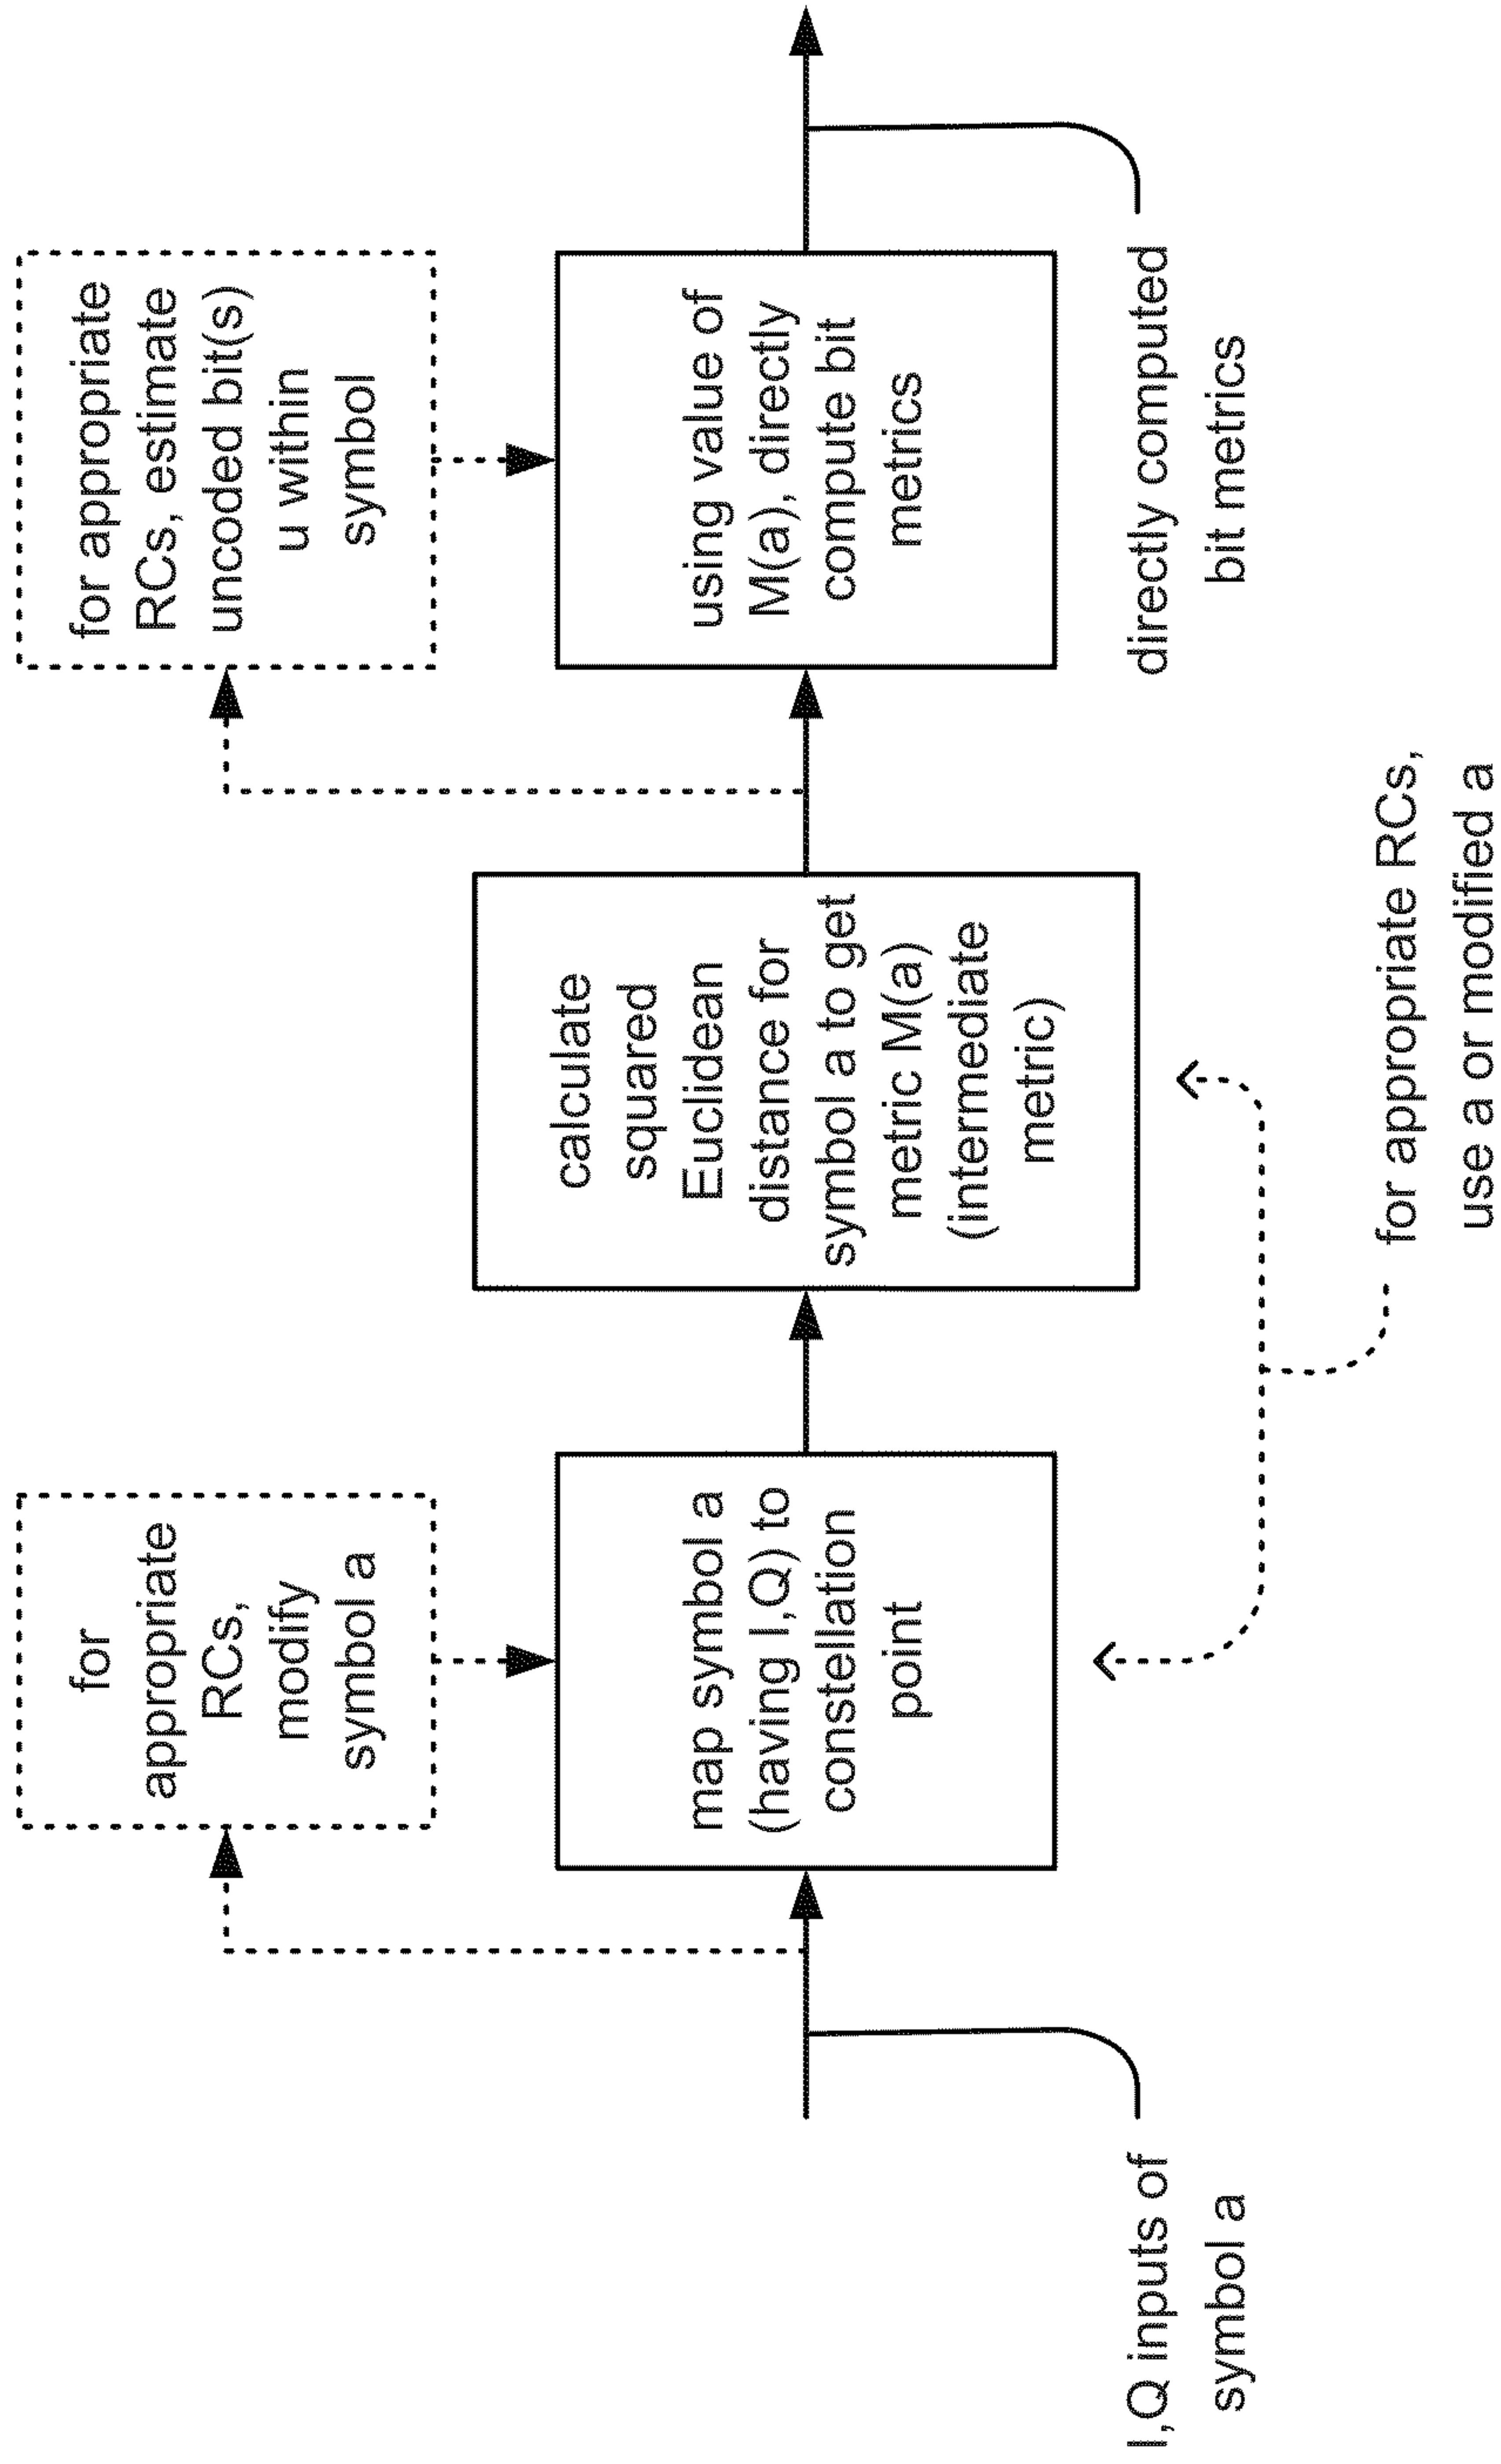 for
appropriate
RCs,
modify
symbol a
for appropriate
RCs, estimate
uncoded bit(s)
u within
symbol
map symbol a
(having I,Q) to
constellation
point
calculate
squared
Euclidean
distance for
symbol a to get
metric M(a)
(intermediate
metric)
using value of
M(a), directly
compute bit
metrics
I,Q inputs of
symbol a
directly computed
bit metrics
for appropriate RCs,
use a or modified a